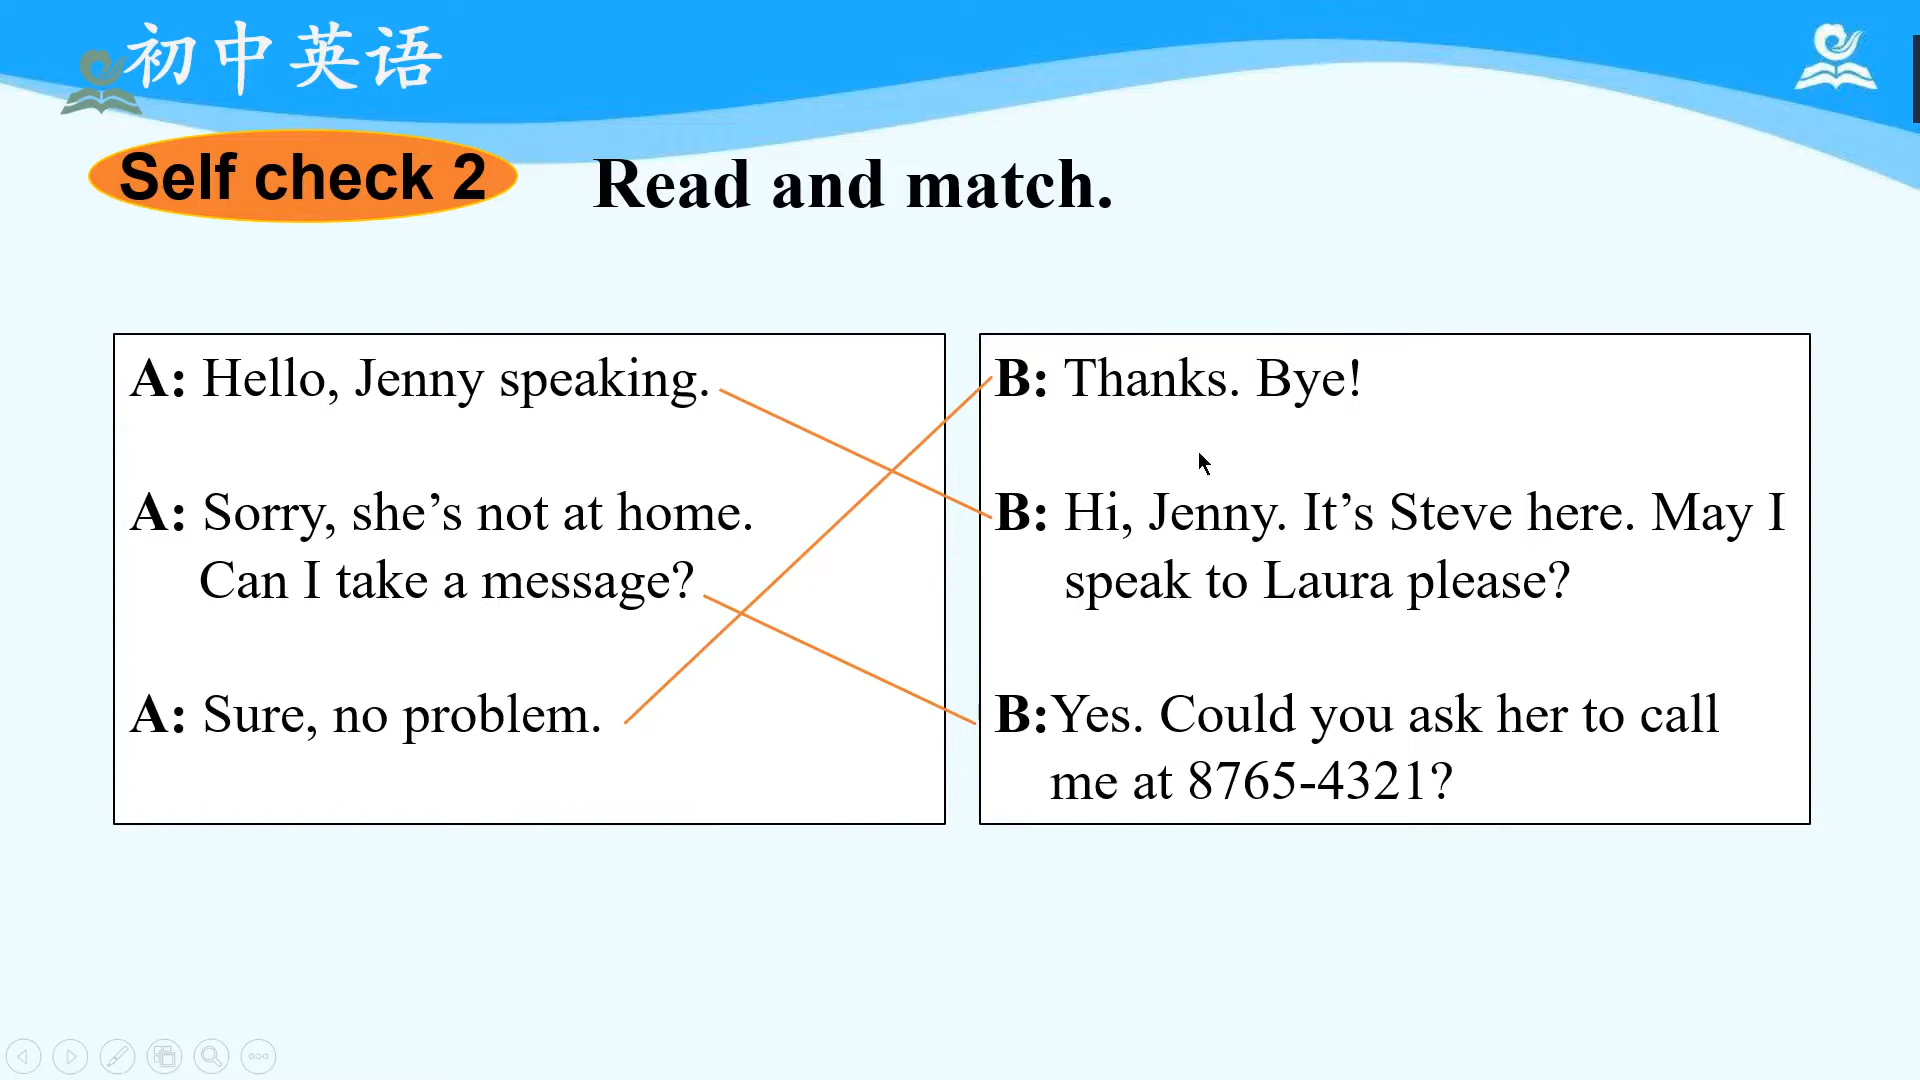 初中英语
Self check 2
Read and match.
A: Hello, Jenny speaking.
A: Sorry, she’s not at home.
Can I take a message?
A: Sure, no problem.
B: Thanks. Bye!
B: Hi, Jenny. It’s Steve here. May I
speak to Laura please?
B:Yes. Could you ask her to call
me at 8765-4321?